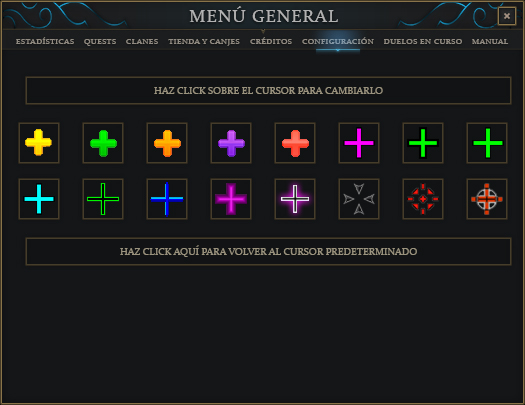 MENÚ GENERAL
ESTADÍSTICAS QUESTS CLANES TIENDA Y CANJES CRÉDITOS CONFIGURACIÓN DUELOS EN CURSO MANUAL
HAZ CLICK SOBRE EL CURSOR PARA CAMBIARLO
HAZ CLICK AQUÍ PARA VOLVER AL CURSOR PREDETERMINADO